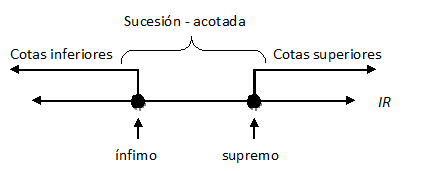 Sucesión - acotada
Cotas inferiores
Cotas superiores
IR
ínfimo
supremo